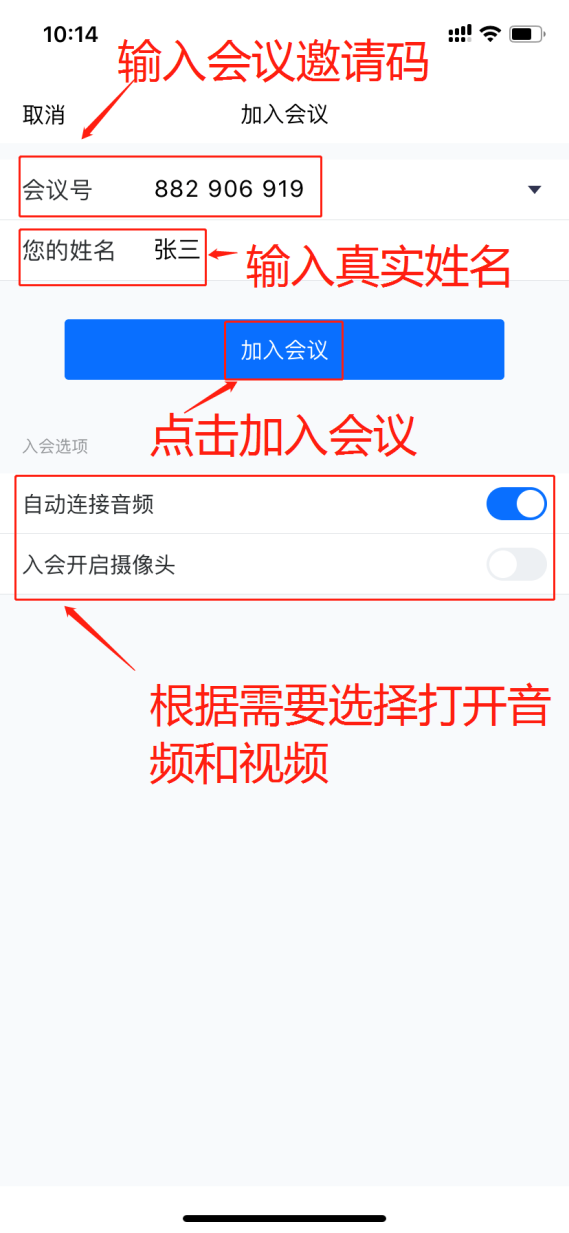 10:14
输入会议邀请码
取消 加入会议
会议号 882 906 919
您的姓名 张三
输入真实姓名
加入会议
点击加入会议
入会选项
自动连接音频
入会开启摄像头
根据需要选择打开音
频和视频